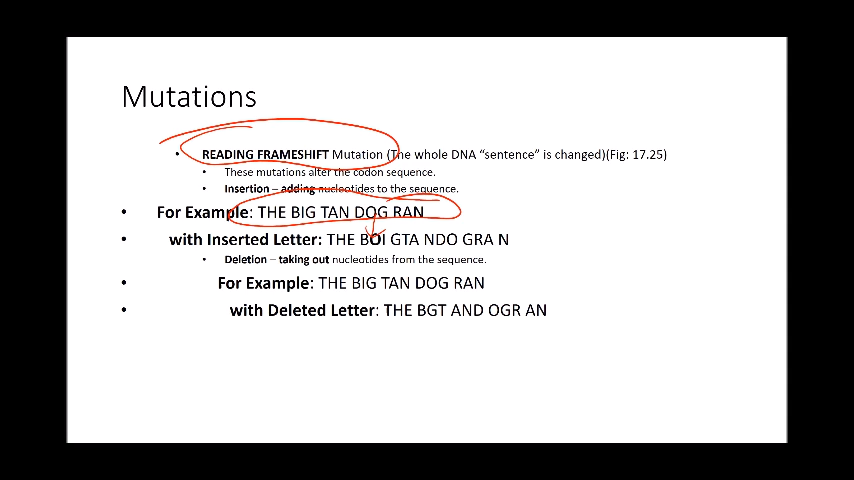 Mutations
• READING FRAMESHIFT Mutation (The whole DNA “sentence” is changed)(Fig: 17.25)
• These mutations alter the codon sequence.
• Insertion – adding nucleotides to the sequence.
• For Example: THE BIG TAN DOG RAN
• with Inserted Letter: THE BOI GTA NDO GRA N
• Deletion – taking out nucleotides from the sequence.
• For Example: THE BIG TAN DOG RAN
• with Deleted Letter: THE BGT AND OGR AN